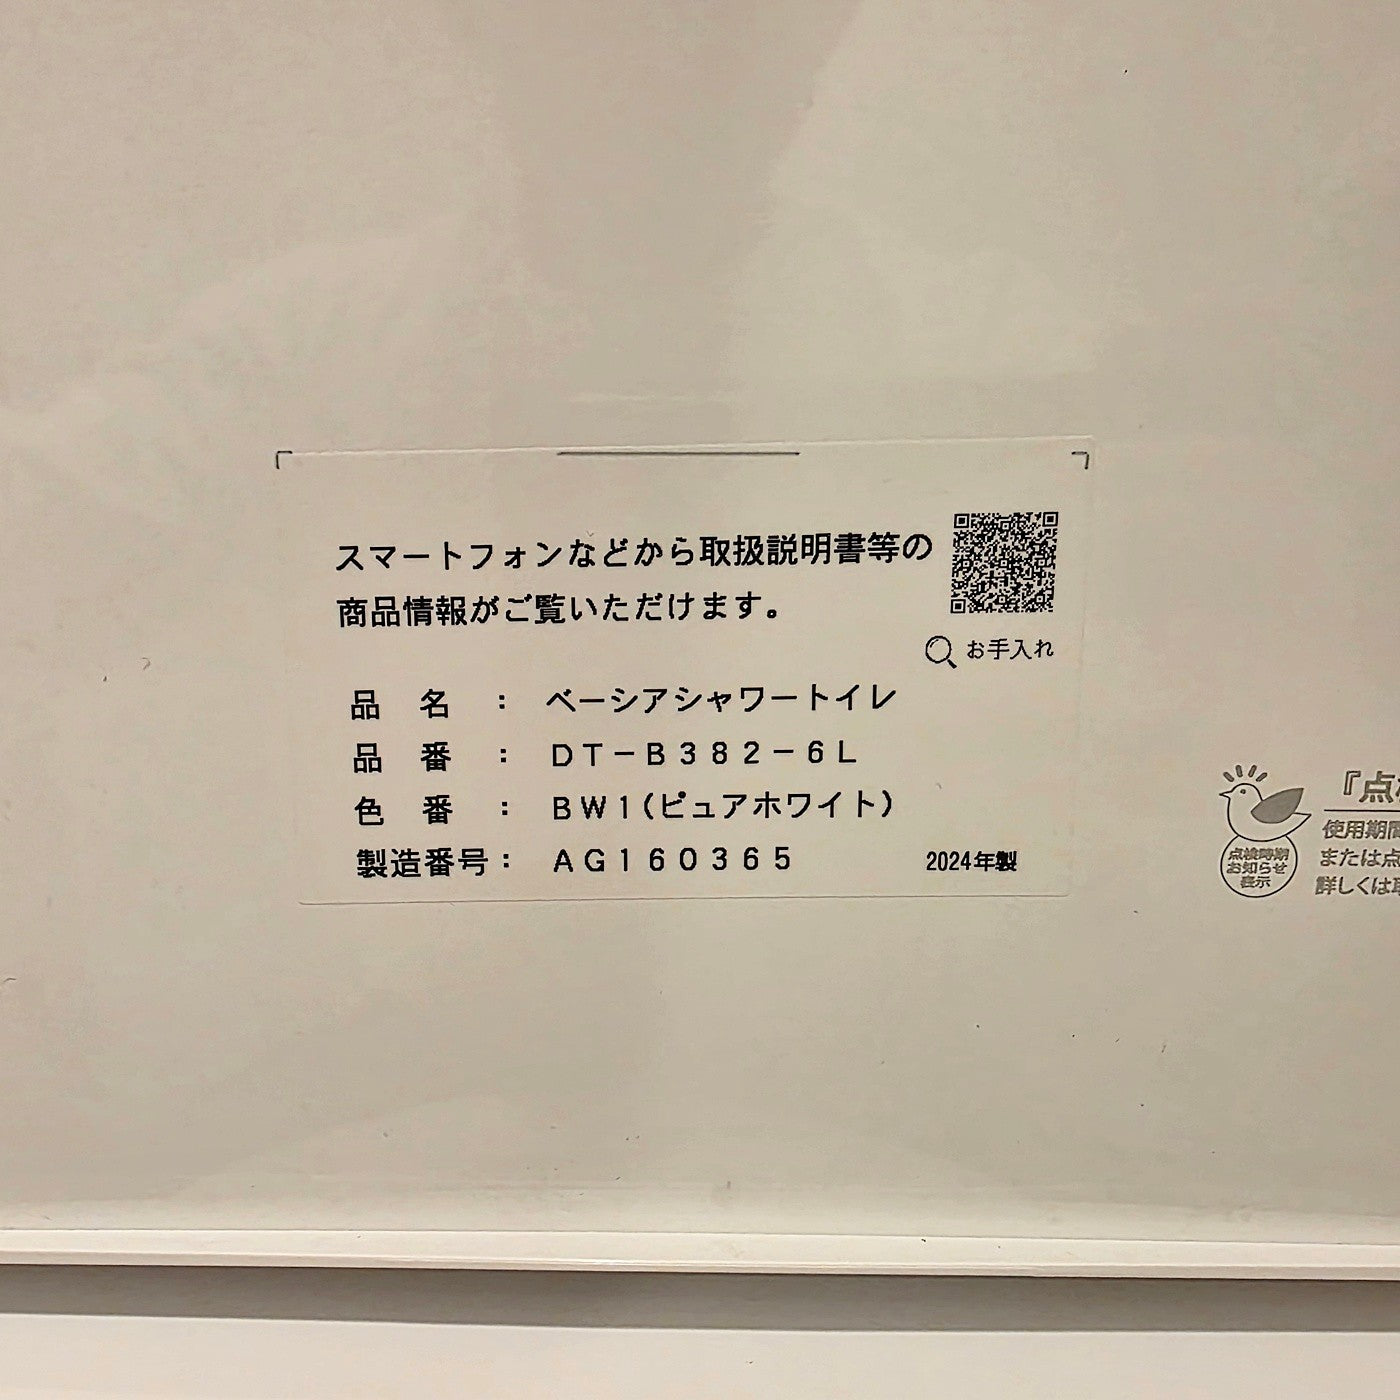 スマートフォンなどから取扱説明書等の
商品情報がご覧いただけます。
お手入れ
品 名 : ベーシアシャワートイレ
品 番 : DT-B382-6L
色 番 : BW1(ピュアホワイト)
製造番号: AG160365 2024年製
『点
使用期間
または点
詳しくは取
点検時期
お知らせ
表示